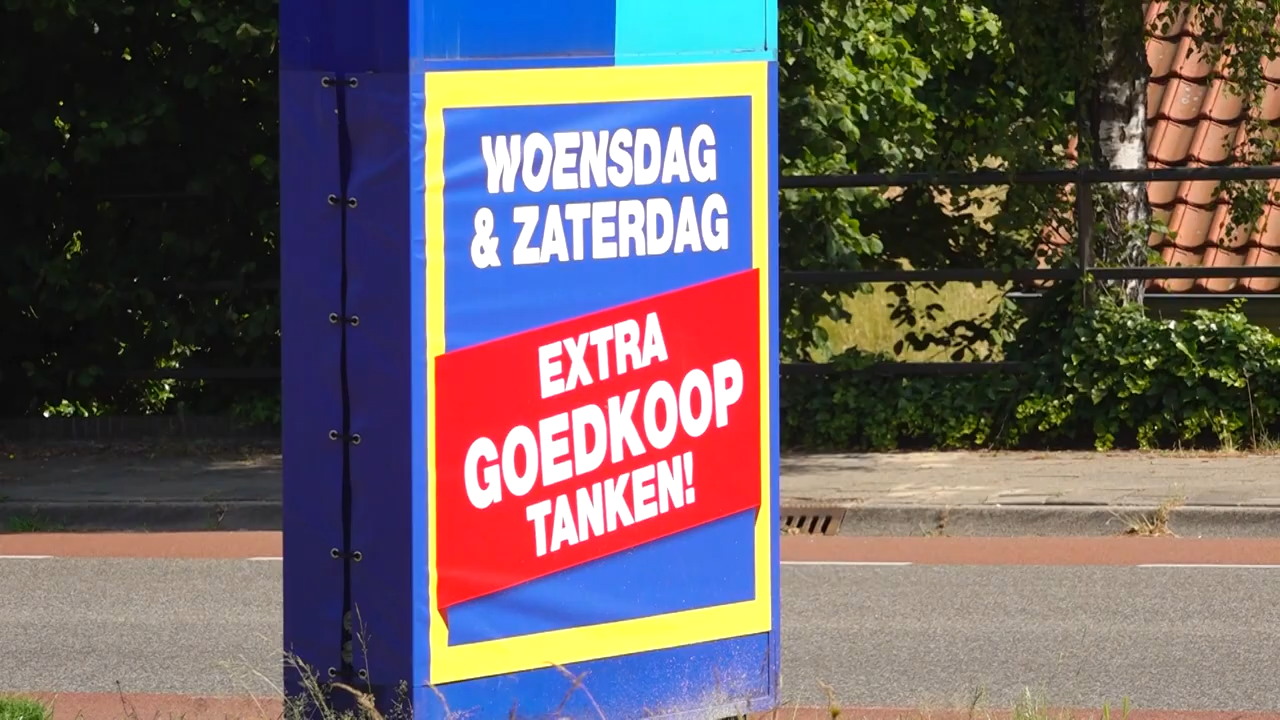 WOENSDAG
& ZATERDAG
EXTRA
GOEDKOOP
TANKEN!